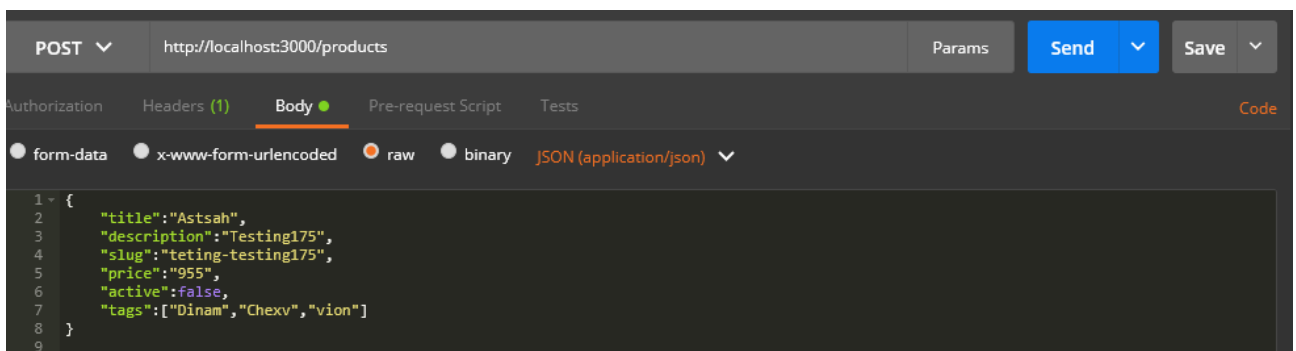 POST http://localhost:3000/products Params Send Save
Authorization Headers (1) Body Pre-request Script Tests Code
form-data x-www-form-urlencoded raw binary JSON (application/json)
1 {
2 "title":"Astsah",
3 "description":"Testing175",
4 "slug":"teting-testing175",
5 "price":"955",
6 "active":false,
7 "tags":["Dinam","Chexv","vion"]
8 }
9